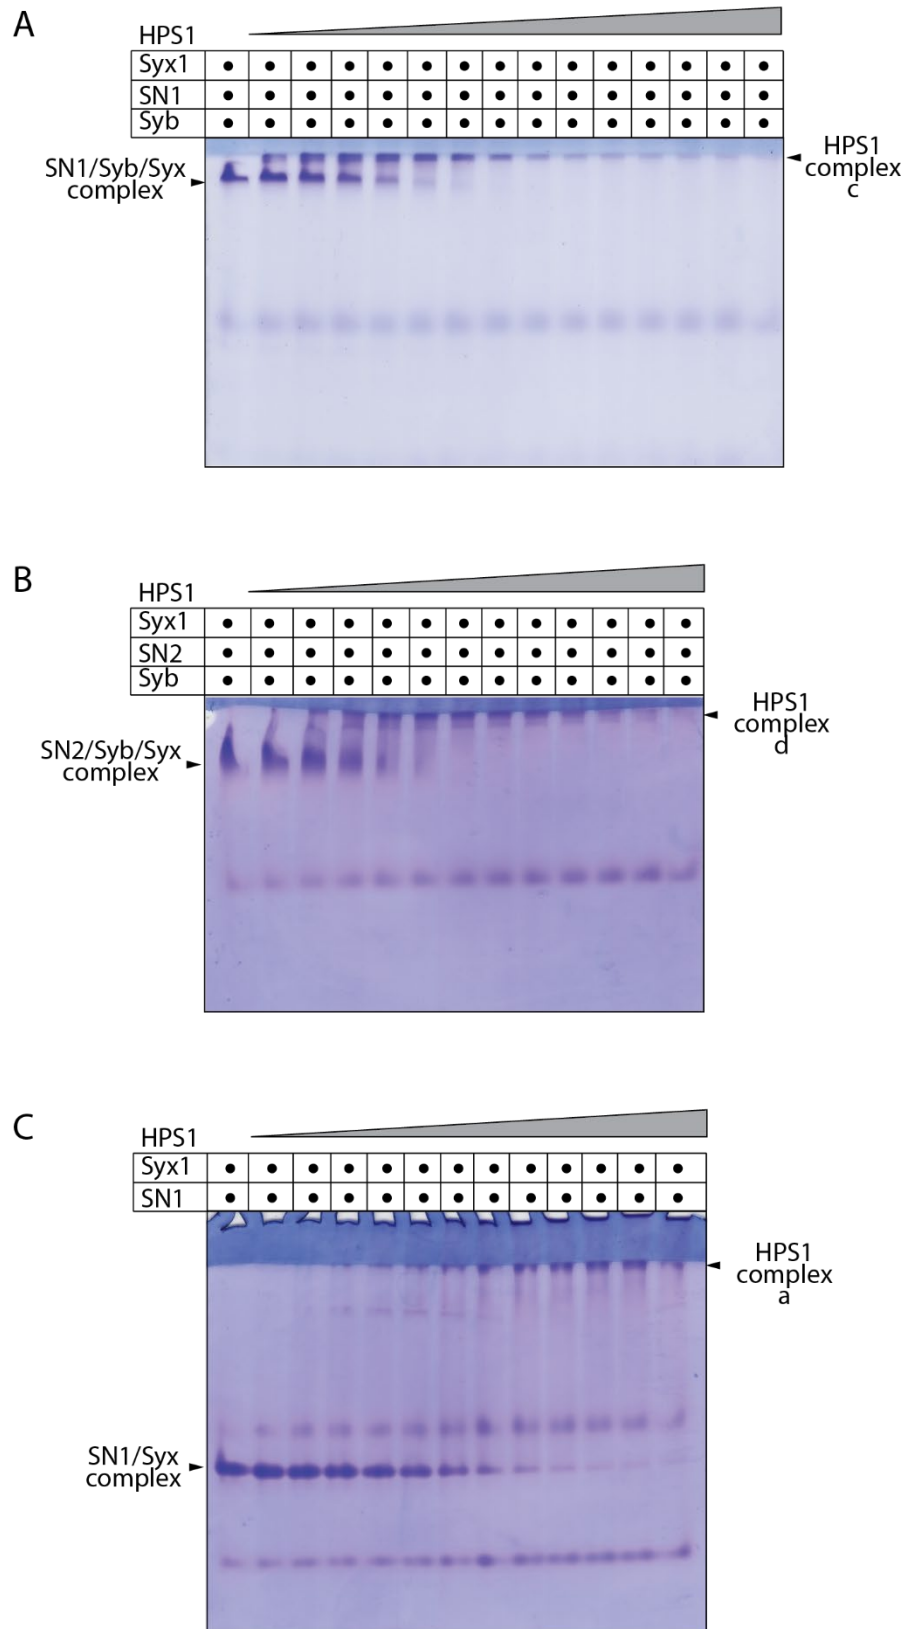 A
HPS1
Syx1
SN1
Syb
SN1/Syb/Syx
complex
HPS1
complex
c
B
HPS1
Syx1
SN2
Syb
SN2/Syb/Syx
complex
HPS1
complex
d
C
HPS1
Syx1
SN1
HPS1
complex
a
SN1/Syx
complex